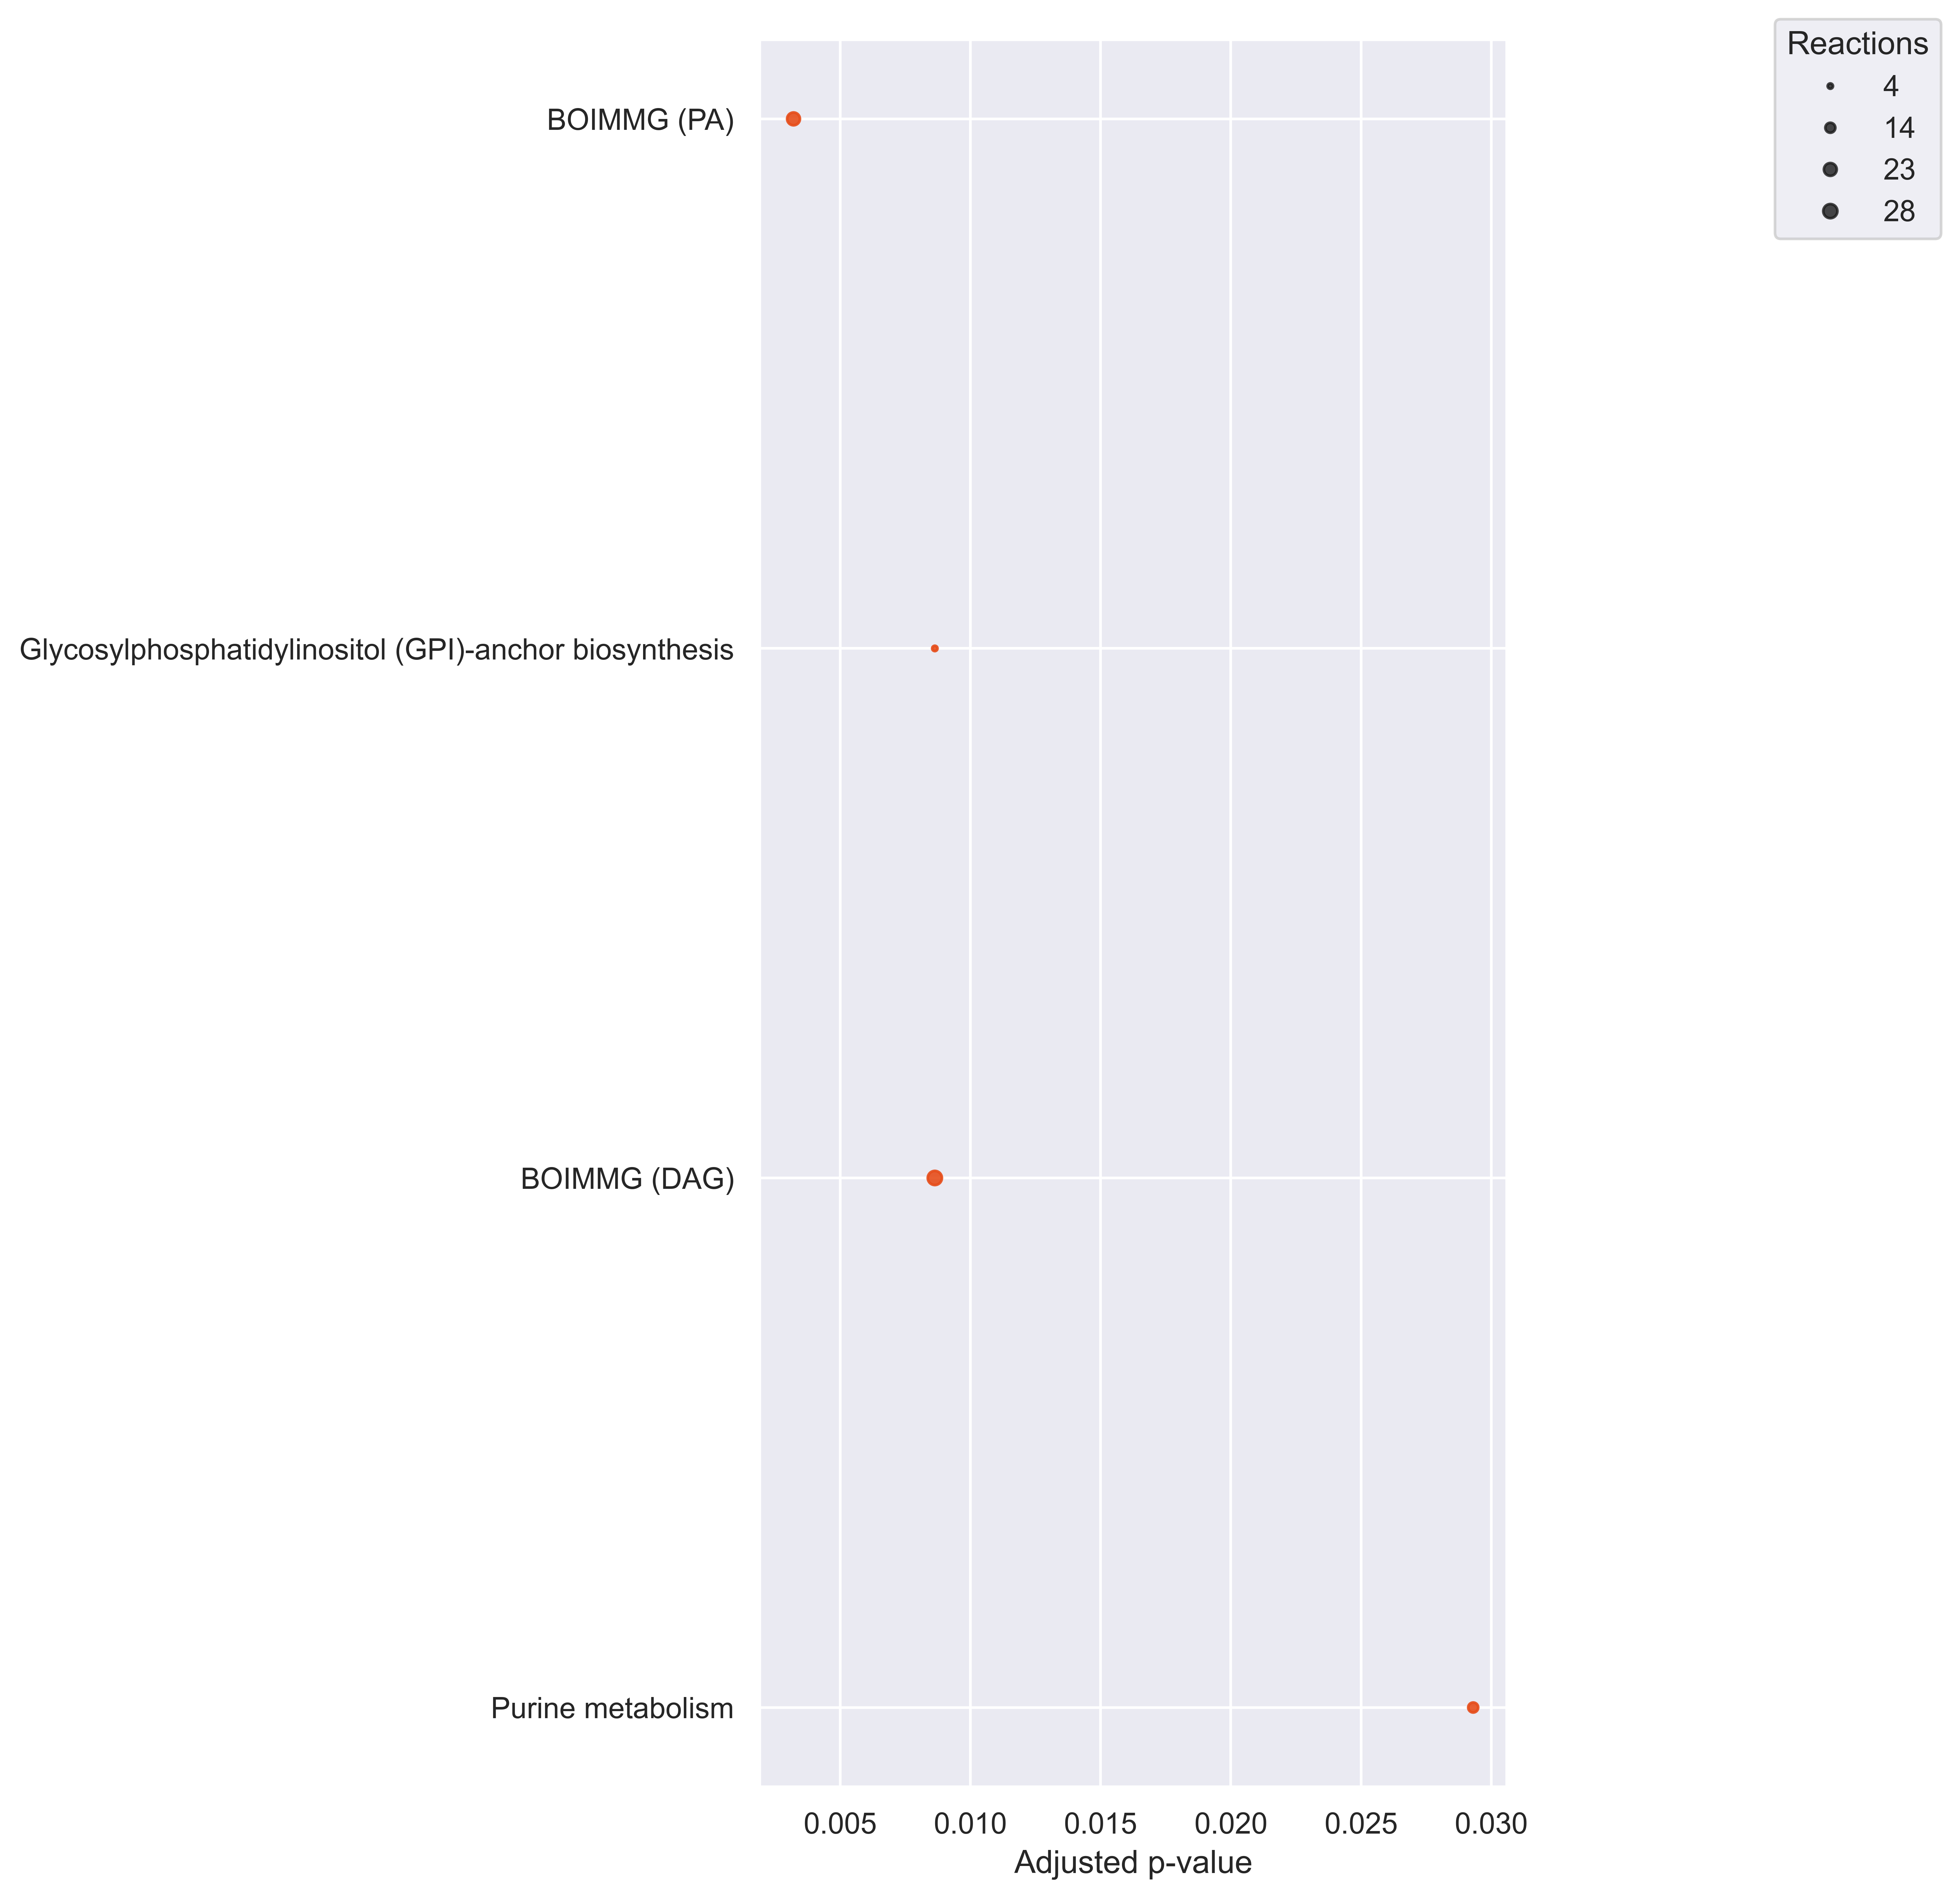 Reactions
4
14
23
28
BOIMMG (PA)
Glycosylphosphatidylinositol (GPI)-anchor biosynthesis
BOIMMG (DAG)
Purine metabolism
0.005 0.010 0.015 0.020 0.025 0.030
Adjusted p-value